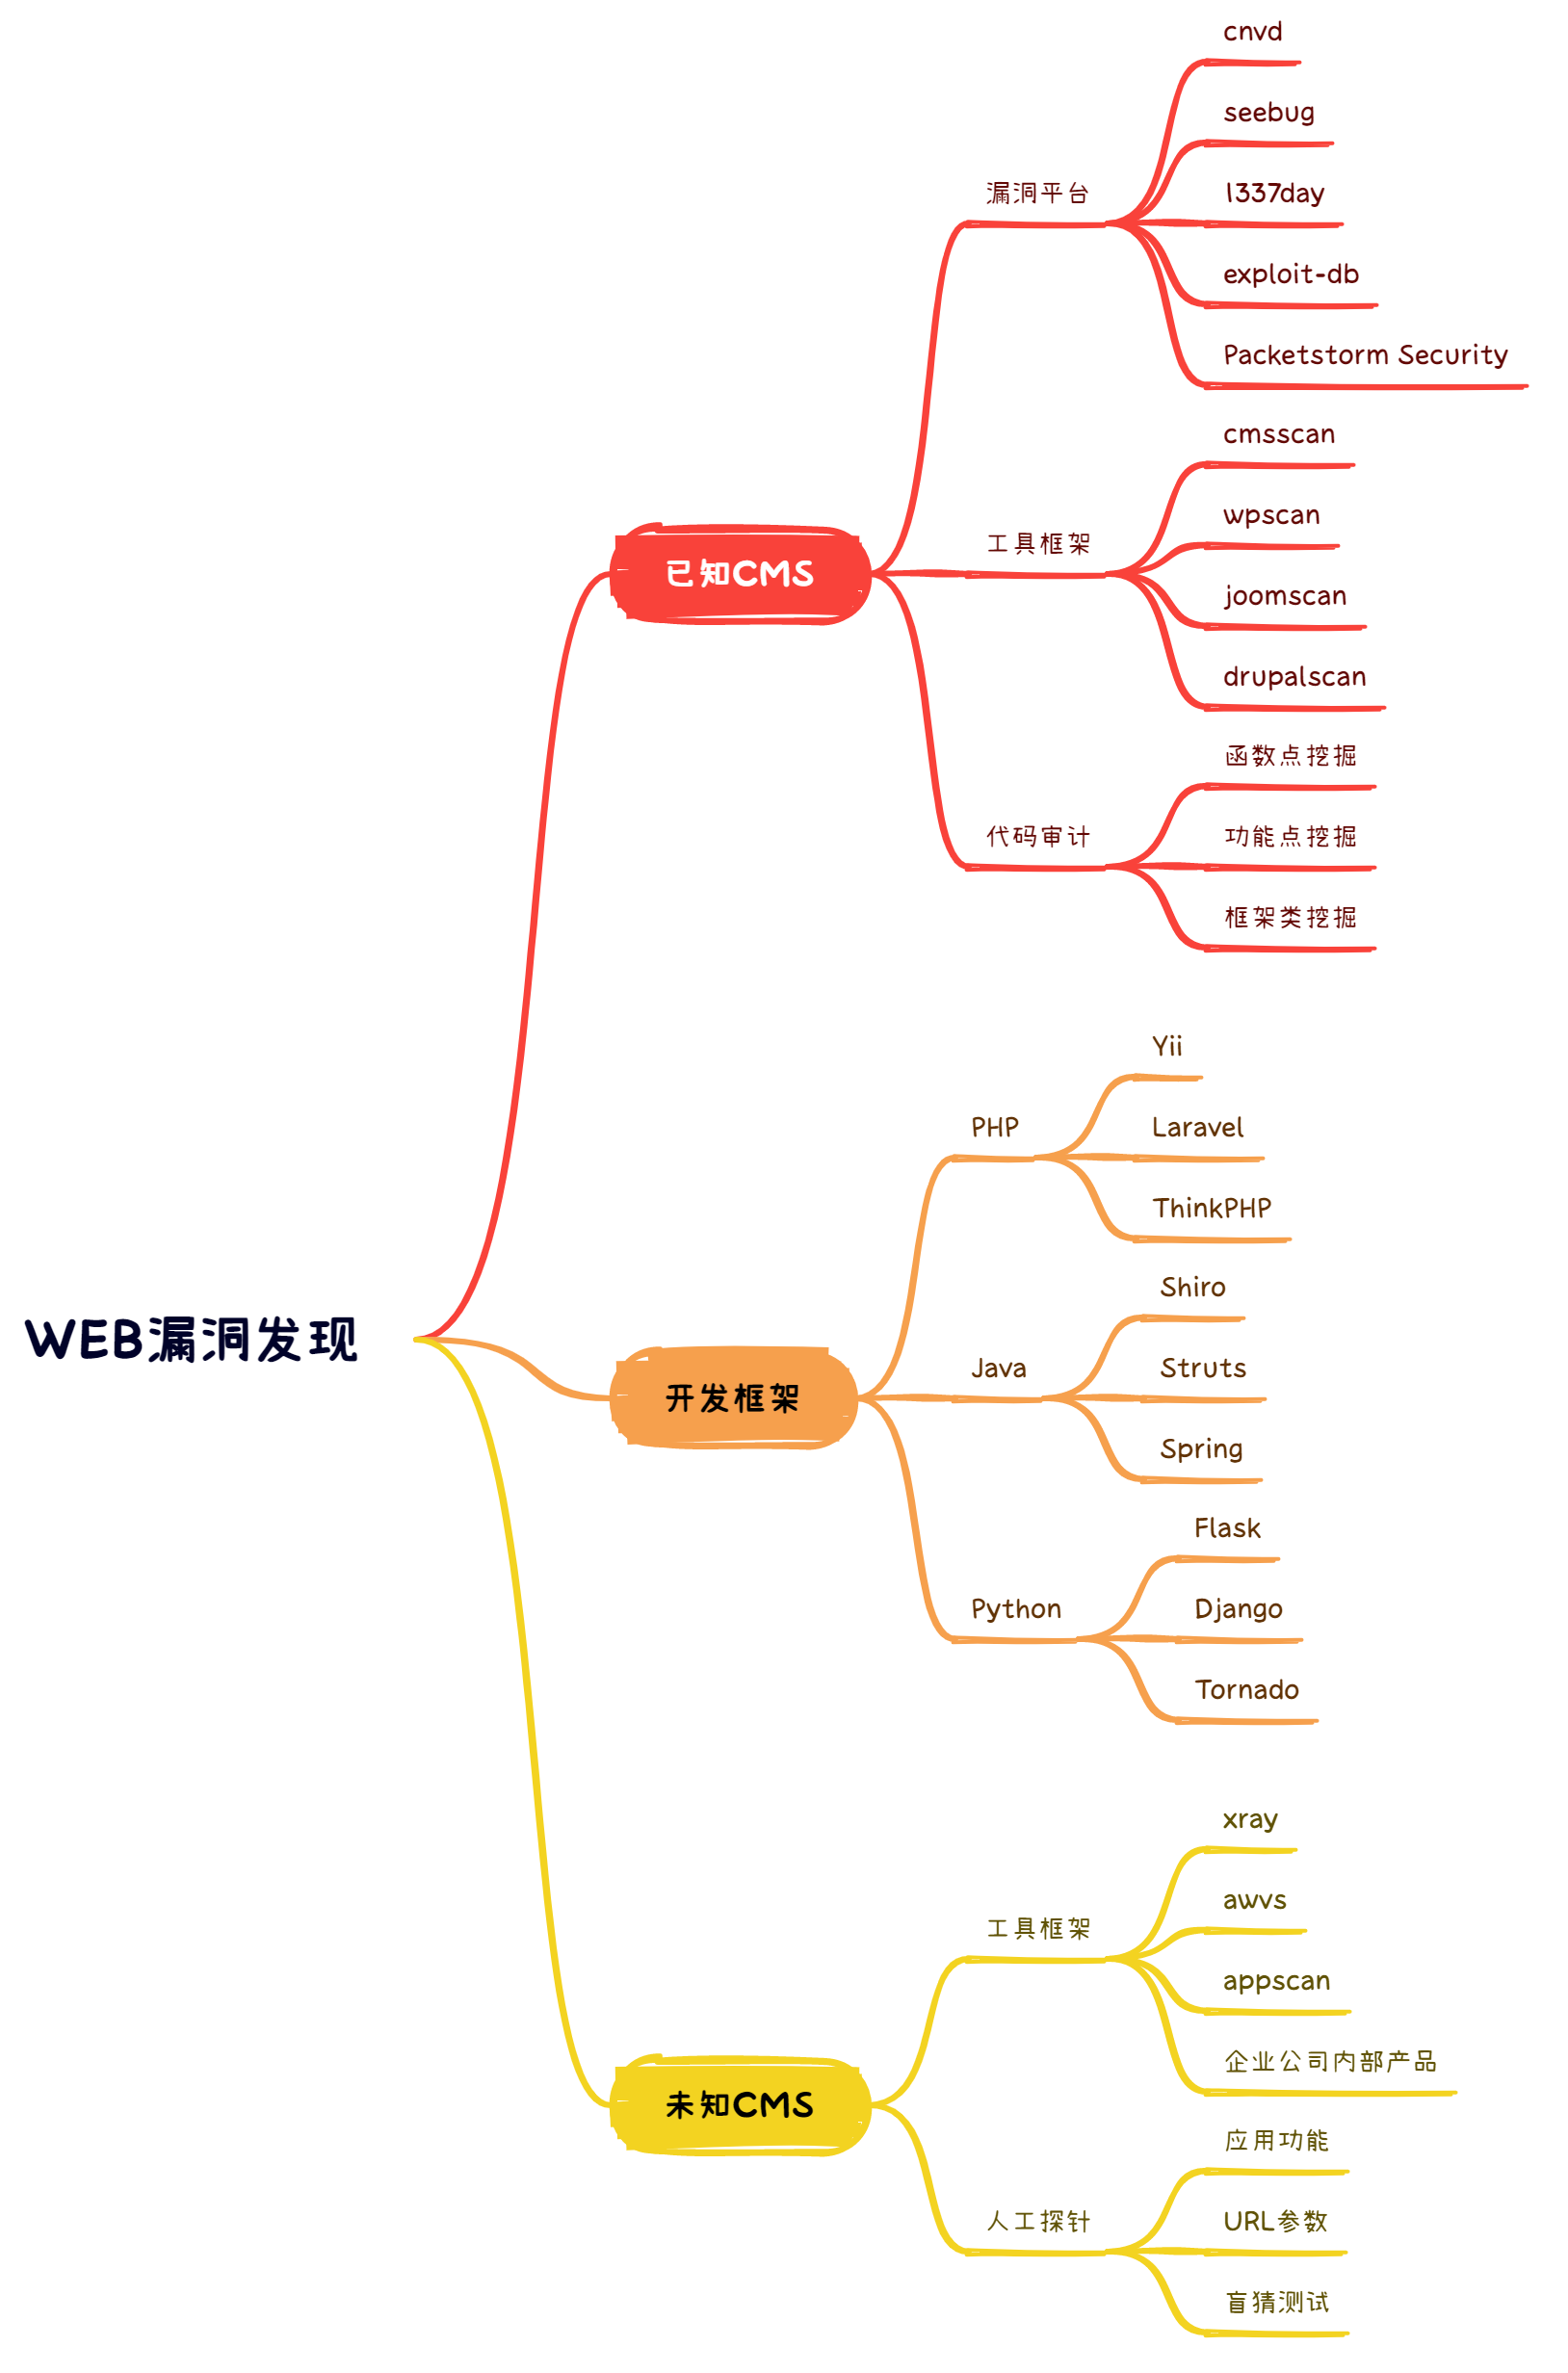 WEB漏洞发现
已知CMS
漏洞平台
cnvd
seebug
1337day
exploit-db
Packetstorm Security
工具框架
cmsscan
wpscan
joomscan
drupalscan
代码审计
函数点挖掘
功能点挖掘
框架类挖掘
开发框架
PHP
Yii
Laravel
ThinkPHP
Java
Shiro
Struts
Spring
Python
Flask
Django
Tornado
未知CMS
工具框架
xray
awvs
appscan
企业公司内部产品
人工探针
应用功能
URL参数
盲猜测试